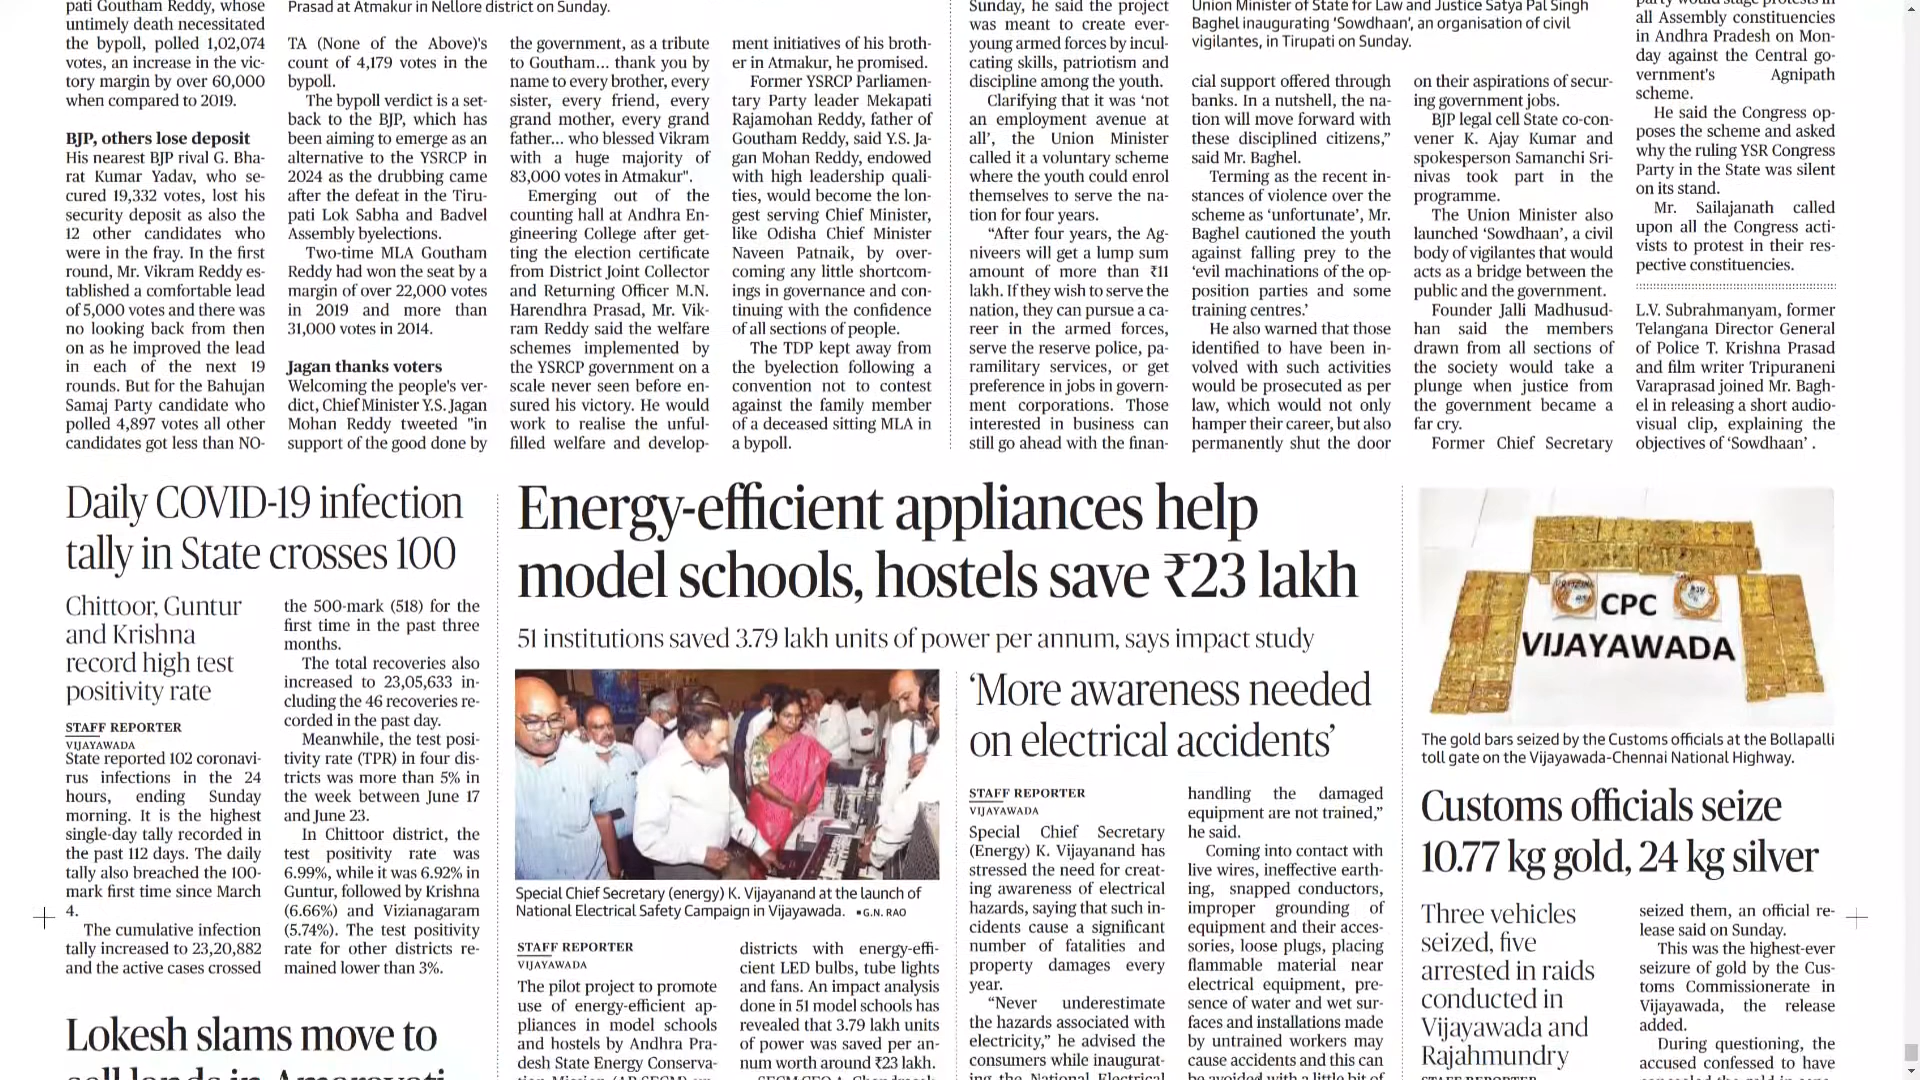 pati Goutham Reddy, whose
untimely death necessitated
the bypoll, polled 1,02,074
votes, an increase in the vic-
tory margin by over 60,000
when compared to 2019.
BJP, others lose deposit
His nearest BJP rival G. Bha-
rat Kumar Yadav, who se-
cured 19,332 votes, lost his
security deposit as also the
12 other candidates who
were in the fray. In the first
round, Mr. Vikram Reddy es-
tablished a comfortable lead
of 5,000 votes and there was
no looking back from then
on as he improved the lead
in each of the next 19
rounds. But for the Bahujan
Samaj Party candidate who
polled 4,897 votes all other
candidates got less than NO-
Prasad at Atmakur in Nellore district on Sunday.
TA (None of the Above)'s
count of 4,179 votes in the
bypoll.
The bypoll verdict is a set-
back to the BJP, which has
been aiming to emerge as an
alternative to the YSRCP in
2024 as the drubbing came
after the defeat in the Tiru-
pati Lok Sabha and Badvel
Assembly byelections.
Two-time MLA Goutham
Reddy had won the seat by a
margin of over 22,000 votes
in 2019 and more than
31,000 votes in 2014.
Jagan thanks voters
Welcoming the people's ver-
dict, Chief Minister Y.S. Jagan
Mohan Reddy tweeted "in
support of the good done by
the government, as a tribute
to Goutham... thank you by
name to every brother, every
sister, every friend, every
grand mother, every grand
father... who blessed Vikram
with a huge majority of
83,000 votes in Atmakur".
Emerging out of the
counting hall at Andhra En-
gineering College after get-
ting the election certificate
from District Joint Collector
and Returning Officer M.N.
Harendhra Prasad, Mr. Vik-
ram Reddy said the welfare
schemes implemented by
the YSRCP government on a
scale never seen before en-
sured his victory. He would
work to realise the unful-
filled welfare and develop-
ment initiatives of his broth-
er in Atmakur, he promised.
Former YSRCP Parliamen-
tary Party leader Mekapati
Rajamohan Reddy, father of
Goutham Reddy, said Y.S. Ja-
gan Mohan Reddy, endowed
with high leadership quali-
ties, would become the lon-
gest serving Chief Minister,
like Odisha Chief Minister
Naveen Patnaik, by over-
coming any little shortcom-
ings in governance and con-
tinuing with the confidence
of all sections of people.
The TDP kept away from
the byelection following a
convention not to contest
against the family member
of a deceased sitting MLA in
a bypoll.
Sunday, he said the project
was meant to create ever-
young armed forces by incul-
cating skills, patriotism and
discipline among the youth.
Clarifying that it was ‘not
an employment avenue at
all’, the Union Minister
called it a voluntary scheme
where the youth could enrol
themselves to serve the na-
tion for four years.
“After four years, the Ag-
niveers will get a lump sum
amount of more than ₹11
lakh. If they wish to serve the
nation, they can pursue a ca-
reer in the armed forces,
serve the reserve police, pa-
ramilitary services, or get
preference in jobs in govern-
ment corporations. Those
interested in business can
still go ahead with the finan-
Union Minister of State for Law and Justice Satya Pal Singh
Baghel inaugurating ‘Sowdhaan’, an organisation of civil
vigilantes, in Tirupati on Sunday.
cial support offered through
banks. In a nutshell, the na-
tion will move forward with
these disciplined citizens,”
said Mr. Baghel.
Terming as the recent in-
stances of violence over the
scheme as ‘unfortunate’, Mr.
Baghel cautioned the youth
against falling prey to the
‘evil machinations of the op-
position parties and some
training centres.’
He also warned that those
identified to have been in-
volved with such activities
would be prosecuted as per
law, which would not only
hamper their career, but also
permanently shut the door
on their aspirations of secur-
ing government jobs.
BJP legal cell State co-con-
vener K. Ajay Kumar and
spokesperson Samanchi Sri-
nivas took part in the
programme.
The Union Minister also
launched ‘Sowdhaan’, a civil
body of vigilantes that would
acts as a bridge between the
public and the government.
Founder Jalli Madhusud-
han said the members
drawn from all sections of
the society would take a
plunge when justice from
the government became a
far cry.
Former Chief Secretary
party would stage protests in
all Assembly constituencies
in Andhra Pradesh on Mon-
day against the Central go-
vernment's Agnipath
scheme.
He said the Congress op-
poses the scheme and asked
why the ruling YSR Congress
Party in the State was silent
on its stand.
Mr. Sailajanath called
upon all the Congress acti-
vists to protest in their res-
pective constituencies.
L.V. Subrahmanyam, former
Telangana Director General
of Police T. Krishna Prasad
and film writer Tripuraneni
Varaprasad joined Mr. Bagh-
el in releasing a short audio-
visual clip, explaining the
objectives of ‘Sowdhaan’ .
Daily COVID-19 infection
tally in State crosses 100
Chittoor, Guntur
and Krishna
record high test
positivity rate
STAFF REPORTER
VIJAYAWADA
State reported 102 coronavi-
rus infections in the 24
hours, ending Sunday
morning. It is the highest
single-day tally recorded in
the past 112 days. The daily
tally also breached the 100-
mark first time since March
4.
The cumulative infection
tally increased to 23,20,882
and the active cases crossed
the 500-mark (518) for the
first time in the past three
months.
The total recoveries also
increased to 23,05,633 in-
cluding the 46 recoveries re-
corded in the past day.
Meanwhile, the test posi-
tivity rate (TPR) in four dis-
tricts was more than 5% in
the week between June 17
and June 23.
In Chittoor district, the
test positivity rate was
6.99%, while it was 6.92% in
Guntur, followed by Krishna
(6.66%) and Vizianagaram
(5.74%). The test positivity
rate for other districts re-
mained lower than 3%.
Lokesh slams move to
sell lands in Amaravati
Energy-efficient appliances help
model schools, hostels save ₹23 lakh
51 institutions saved 3.79 lakh units of power per annum, says impact study
Special Chief Secretary (energy) K. Vijayanand at the launch of
National Electrical Safety Campaign in Vijayawada. ▪G.N. RAO
STAFF REPORTER
VIJAYAWADA
The pilot project to promote
use of energy-efficient ap-
pliances in model schools
and hostels by Andhra Pra-
desh State Energy Conserva-
districts with energy-effi-
cient LED bulbs, tube lights
and fans. An impact analysis
done in 51 model schools has
revealed that 3.79 lakh units
of power was saved per an-
num worth around ₹23 lakh.
‘More awareness needed
on electrical accidents’
STAFF REPORTER
VIJAYAWADA
Special Chief Secretary
(Energy) K. Vijayanand has
stressed the need for creat-
ing awareness of electrical
hazards, saying that such in-
cidents cause a significant
number of fatalities and
property damages every
year.
“Never underestimate
the hazards associated with
electricity,” he advised the
consumers while inaugurat-
ing the National Electrical
handling the damaged
equipment are not trained,”
he said.
Coming into contact with
live wires, ineffective earth-
ing, snapped conductors,
improper grounding of
equipment and their acces-
sories, loose plugs, placing
flammable material near
electrical equipment, pre-
sence of water and wet sur-
faces and installations made
by untrained workers may
cause accidents and this can
be avoided with a little bit of
CPC
VIJAYAWADA
The gold bars seized by the Customs officials at the Bollapalli
toll gate on the Vijayawada-Chennai National Highway.
Customs officials seize
10.77 kg gold, 24 kg silver
Three vehicles
seized, five
arrested in raids
conducted in
Vijayawada and
Rajahmundry
seized them, an official re-
lease said on Sunday.
This was the highest-ever
seizure of gold by the Cus-
toms Commissionerate in
Vijayawada, the release
added.
During questioning, the
accused confessed to have